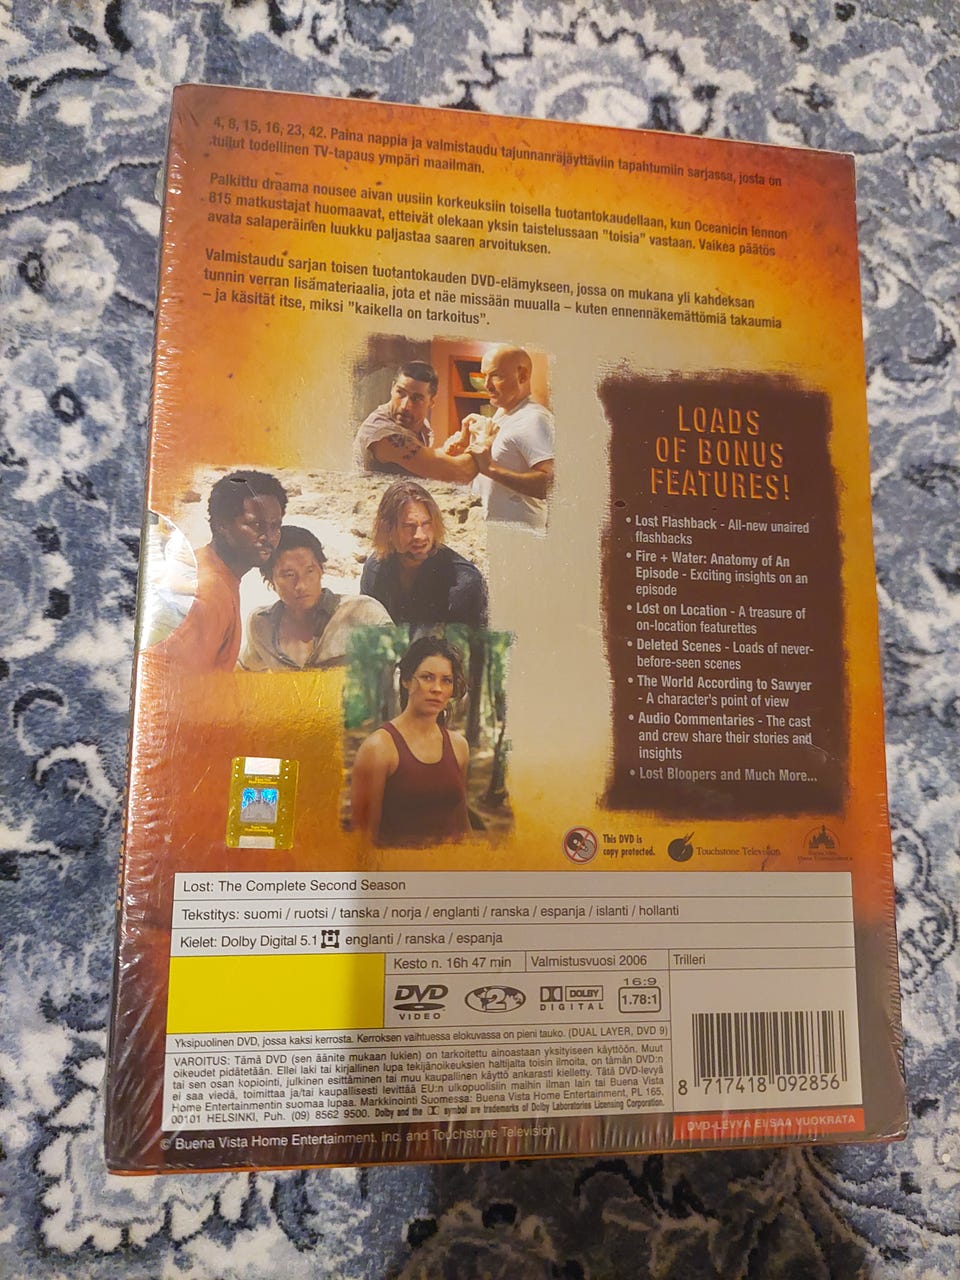 4, 8, 15, 16, 23, 42. Paina nappia ja valmistaudu tajunnanräjäyttäviin tapahtumiin sarjassa, josta on
tullut todellinen TV-tapaus ympäri maailman.
Palkittu draama nousee aivan uusiin korkeuksiin toisella tuotantokaudellaan, kun Oceanicin lennon
815 matkustajat huomaavat, etteivät olekaan yksin taistelussaan "toisia" vastaan. Vaikea päätös
avata salaperäinen luukku paljastaa saaren arvoituksen.
Valmistaudu sarjan toisen tuotantokauden DVD-elämykseen, jossa on mukana yli kahdeksan
tunnin verran lisämateriaalia, jota et näe missään muualla – kuten ennennäkemättömiä takaumia
– ja käsität itse, miksi "kaikella on tarkoitus".
LOADS
OF BONUS
FEATURES!
• Lost Flashback - All-new unaired
flashbacks
• Fire + Water: Anatomy of An
Episode - Exciting insights on an
episode
• Lost on Location - A treasure of
on-location featurettes
• Deleted Scenes - Loads of never-
before-seen scenes
• The World According to Sawyer
- A character's point of view
• Audio Commentaries - The cast
and crew share their stories and
insights
• Lost Bloopers and Much More...
This DVD is
copy protected.
Touchstone Television
Lost: The Complete Second Season
Tekstitys: suomi / ruotsi / tanska / norja / englanti / ranska / espanja / islanti / hollanti
Kielet: Dolby Digital 5.1 englanti / ranska / espanja
Kesto n. 16h 47 min
Valmistusvuosi 2006
Trilleri
DVD
VIDEO
2
DOLBY
DIGITAL
16:9
1.78:1
Yksipuolinen DVD, jossa kaksi kerrosta. Kerroksen vaihtuessa elokuvassa on pieni tauko. (DUAL LAYER, DVD 9)
VAROITUS: Tämä DVD (sen äänite mukaan lukien) on tarkoitettu ainoastaan yksityiseen käyttöön. Muut
oikeudet pidätetään. Ellei laki tai kirjallinen lupa tekijänoikeuksien haltijalta toisin ilmoita, on tämän DVD:n
tai sen osan kopiointi, julkinen esittäminen tai muu kaupallinen käyttö ankarasti kielletty. Tätä DVD-levyä
ei saa viedä, toimittaa ja/tai kaupallisesti levittää EU:n ulkopuolisiin maihin ilman lain tai Buena Vista
Home Entertainmentin suomaa lupaa. Markkinointi Suomessa: Buena Vista Home Entertainment, PL 165,
00101 HELSINKI, Puh. (09) 8562 9500. Dolby and the symbol are trademarks of Dolby Laboratories Licensing Corporation.
8 717418 092856
DVD-LEVYÄ EI SAA VUOKRATA
© Buena Vista Home Entertainment, Inc. and Touchstone Television